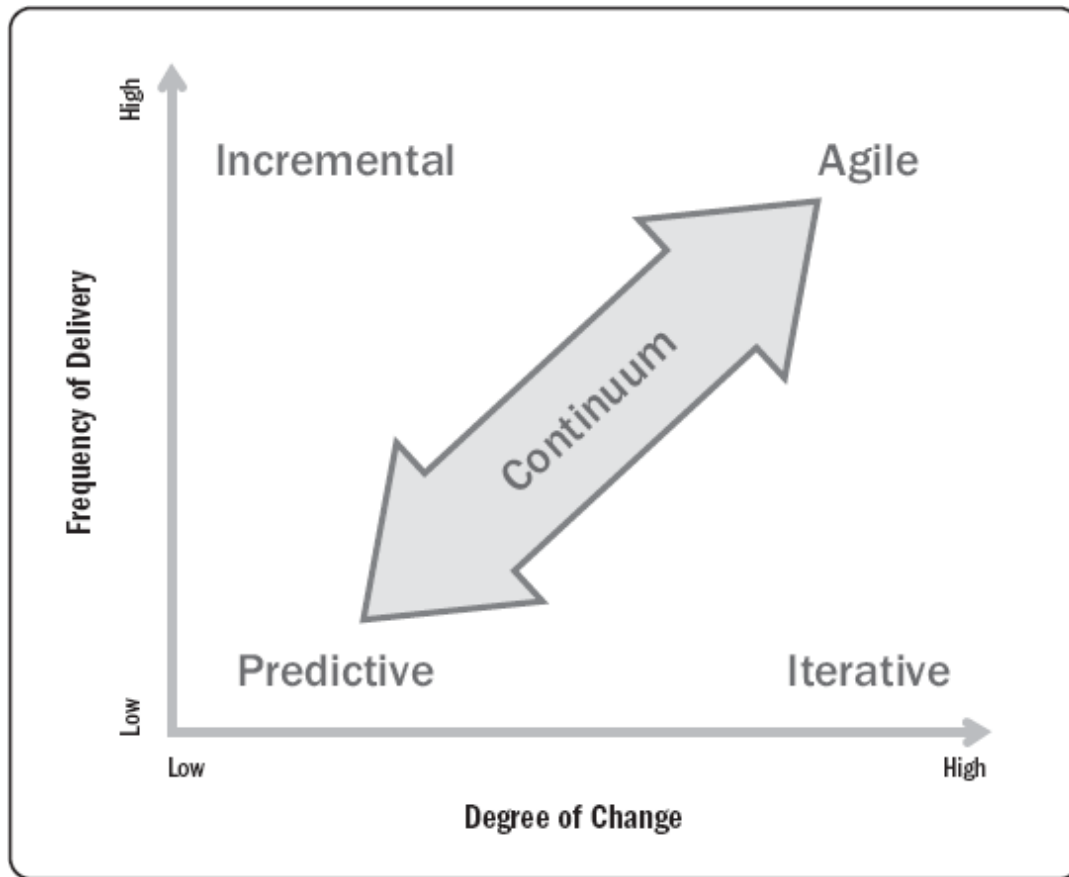 High
Incremental
Agile
Frequency of Delivery
Continuum
Predictive
Iterative
Low
Low
High
Degree of Change